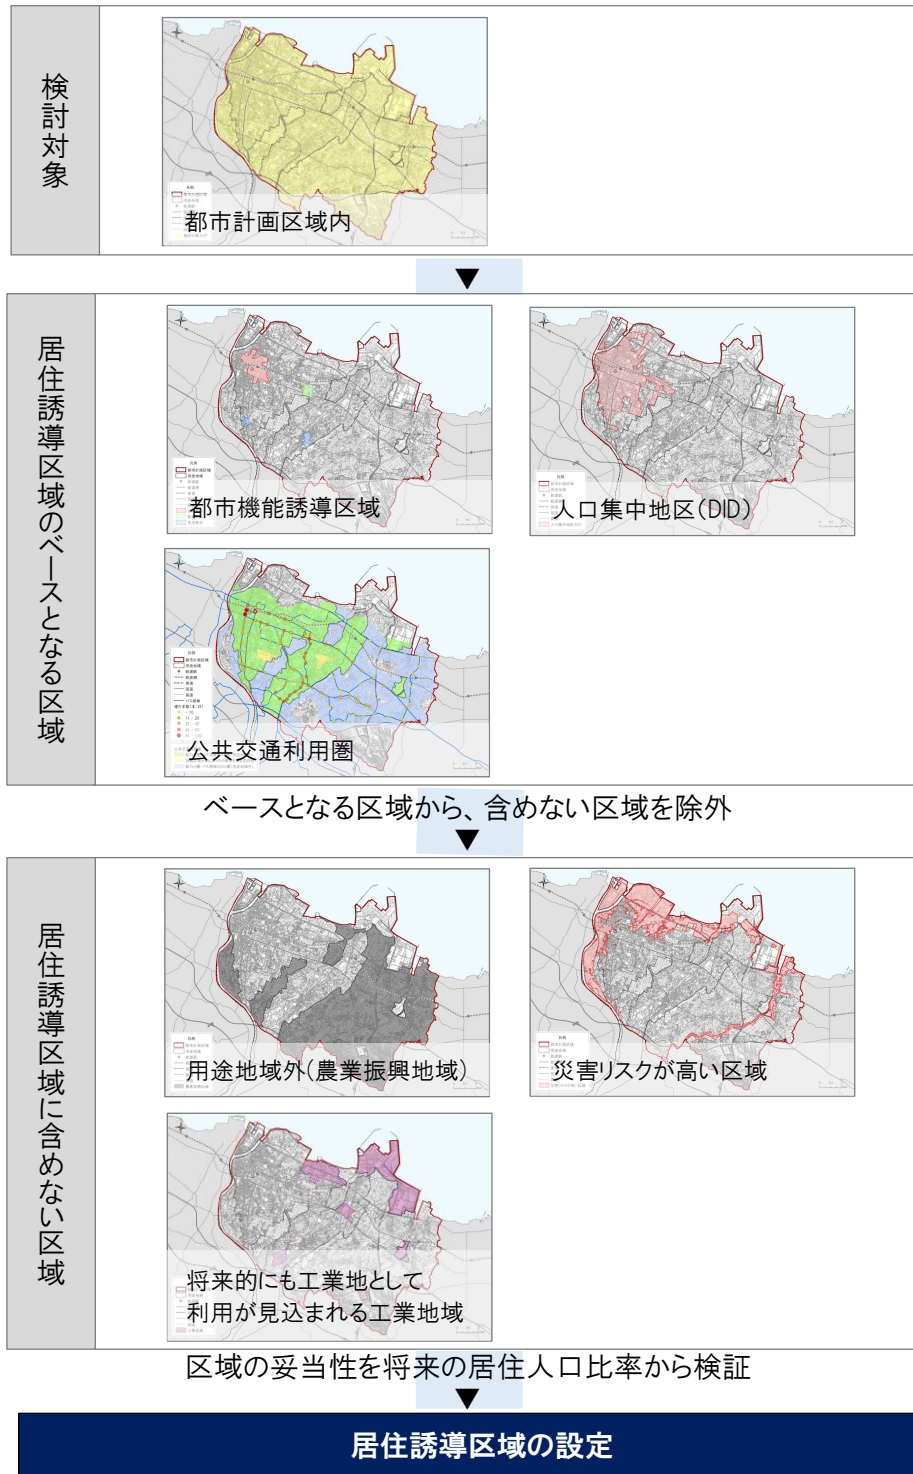 検討対象
都市計画区域内
▼
居住誘導区域のベースとなる区域
都市機能誘導区域
人口集中地区(DID)
公共交通利用圏
ベースとなる区域から、含めない区域を除外
▼
居住誘導区域に含めない区域
用途地域外(農業振興地域)
災害リスクが高い区域
将来的にも工業地として
利用が見込まれる工業地域
区域の妥当性を将来の居住人口比率から検証
▼
居住誘導区域の設定